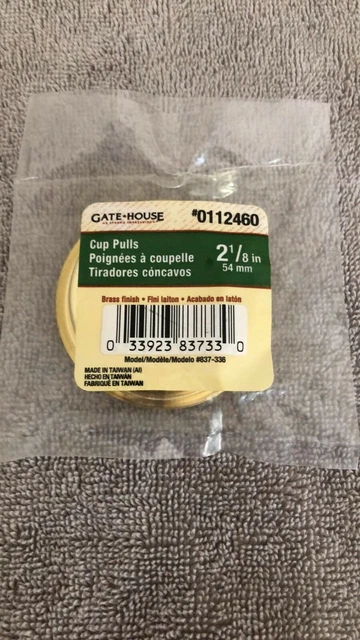 GATE HOUSE
#0112460
Cup Pulls
Poignées à coupelle
Tiradores cóncavos
2 1/8 in
54 mm
Brass finish • Fini laiton • Acabado en latón
0 33923 83733 0
Model/Modèle/Modelo #837-336
MADE IN TAIWAN (AI)
HECHO EN TAIWÁN
FABRIQUÉ EN TAIWAN